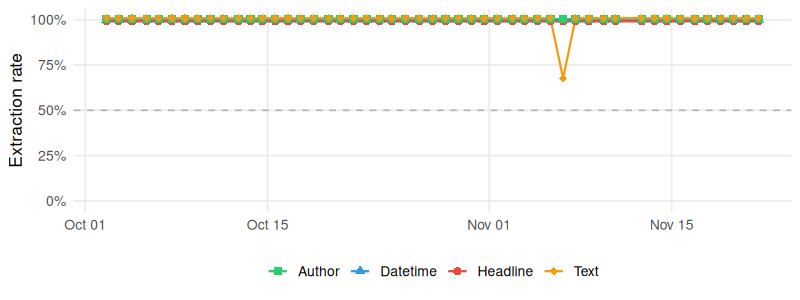 Extraction rate
100%
75%
50%
25%
0%
Oct 01 Oct 15 Nov 01 Nov 15
Author Datetime Headline Text